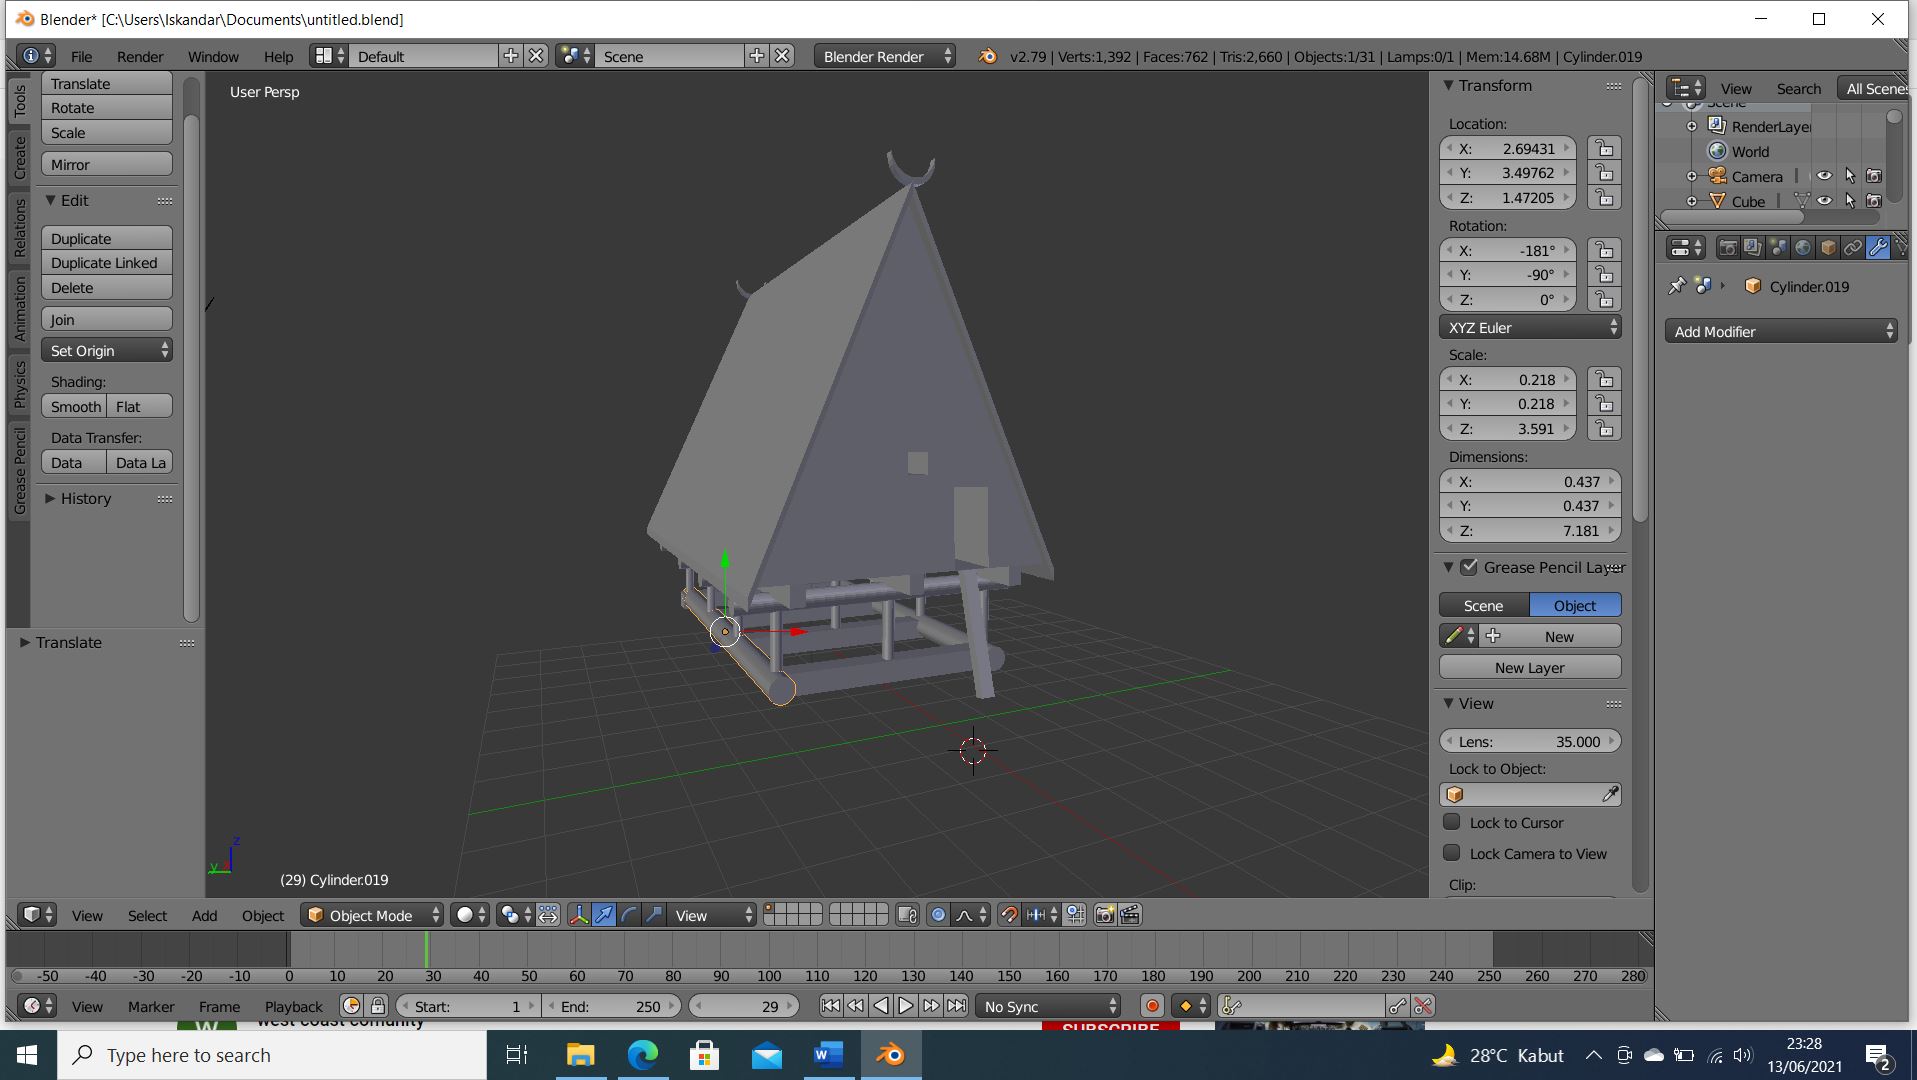 Blender* [C:\Users\Iskandar\Documents\untitled.blend]
File Render Window Help Default Scene Blender Render v2.79 | Verts:1,392 | Faces:762 | Tris:2,660 | Objects:1/31 | Lamps:0/1 | Mem:14.68M | Cylinder.019
Tools
Create
Relations
Animation
Physics
Grease Pencil
Translate
Rotate
Scale
Mirror
Edit
Duplicate
Duplicate Linked
Delete
Join
Set Origin
Shading:
Smooth Flat
Data Transfer:
Data Data La
History
Translate
User Persp
(29) Cylinder.019
z
y
Transform
Location:
X: 2.69431
Y: 3.49762
Z: 1.47205
Rotation:
X: -181°
Y: -90°
Z: 0°
XYZ Euler
Scale:
X: 0.218
Y: 0.218
Z: 3.591
Dimensions:
X: 0.437
Y: 0.437
Z: 7.181
Grease Pencil Layer
Scene Object
New
New Layer
View
Lens: 35.000
Lock to Object:
Lock to Cursor
Lock Camera to View
Clip:
View Search All Scenes
Scene
RenderLayer
World
Camera
Cube
Cylinder.019
Add Modifier
View Select Add Object Object Mode View
-50 -40 -30 -20 -10 0 10 20 30 40 50 60 70 80 90 100 110 120 130 140 150 160 170 180 190 200 210 220 230 240 250 260 270 280
View Marker Frame Playback Start: 1 End: 250 29 No Sync
W west coast comunity SUBSCRIBE
Type here to search
28°C Kabut
23:28
13/06/2021
2